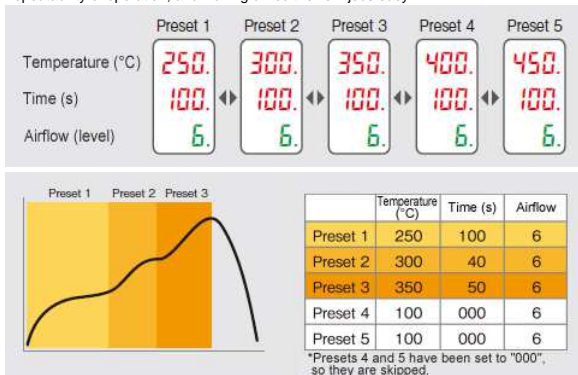 Preset 1 Preset 2 Preset 3 Preset 4 Preset 5
Temperature (°C) 250. 300. 350. 400. 450.
Time (s) 100. 100. 100. 100. 100.
Airflow (level) 6. 6. 6. 6. 6.
Preset 1 Preset 2 Preset 3
Temperature (°C) Time (s) Airflow
Preset 1 250 100 6
Preset 2 300 40 6
Preset 3 350 50 6
Preset 4 100 000 6
Preset 5 100 000 6
*Presets 4 and 5 have been set to "000",
so they are skipped.